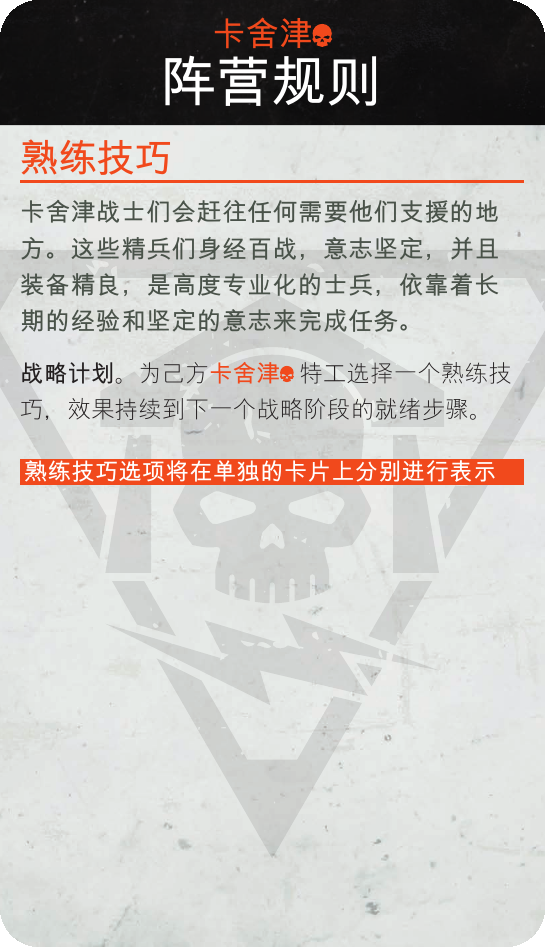 卡舍津
阵营规则
熟练技巧
卡舍津战士们会赶往任何需要他们支援的地
方。这些精兵们身经百战，意志坚定，并且
装备精良，是高度专业化的士兵，依靠着长
期的经验和坚定的意志来完成任务。
战略计划。为己方卡舍津特工选择一个熟练技
巧，效果持续到下一个战略阶段的就绪步骤。
熟练技巧选项将在单独的卡片上分别进行表示